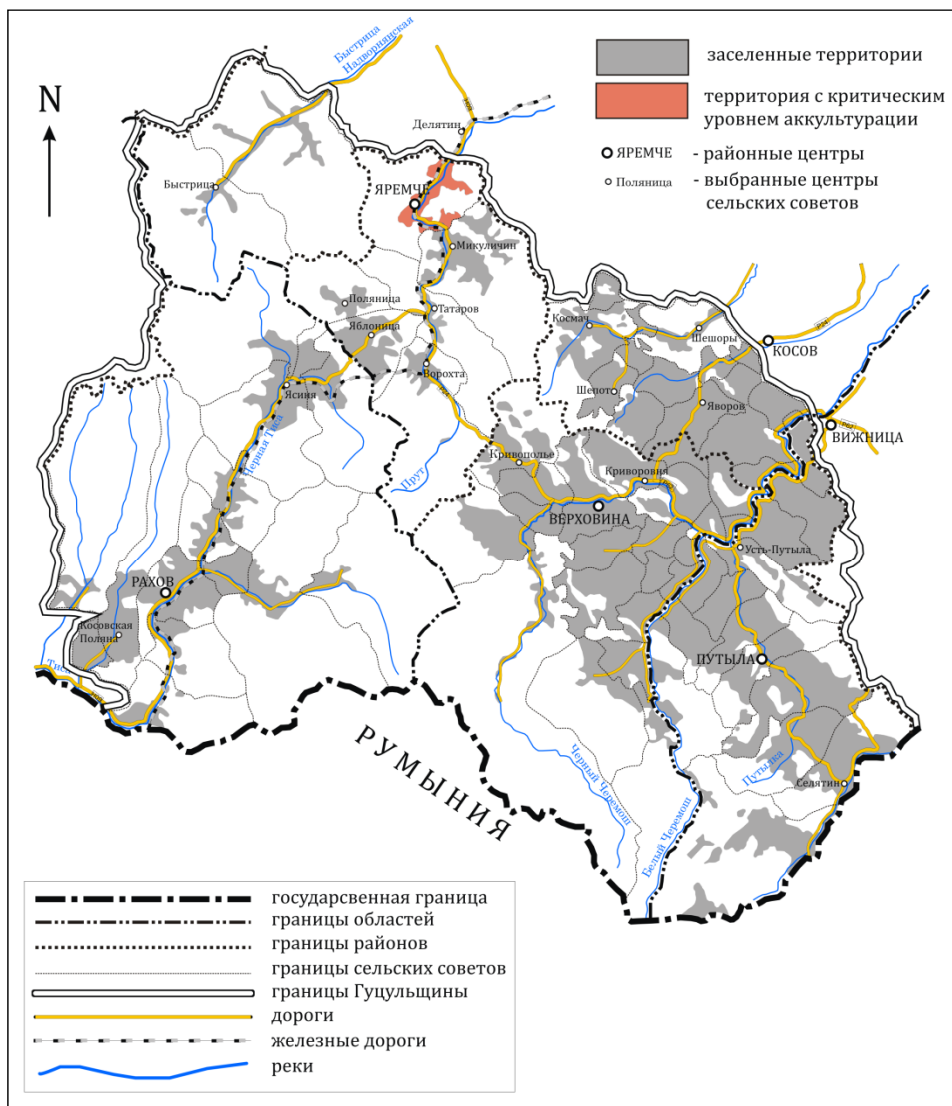 Быстрица
Надворнянская
заселенные территории
территория с критическим
уровнем аккультурации
ЯРЕМЧЕ - районные центры
Поляница - выбранные центры
сельских советов
N
Делятин
Быстрица
ЯРЕМЧЕ
Микуличин
Поляница
Татаров
Яблоница
Ворохта
Ясиня
Космач
Шешоры
КОСОВ
Шепот
Яворов
ВИЖНИЦА
Черная Тиса
Прут
Кривополье
Криворовня
ВЕРХОВИНА
Усть-Путыла
РАХОВ
Косовская
Поляна
Тиса
ПУТЫЛА
РУМЫНИЯ
Черный Черемош
Белый Черемош
Путылка
Селятин
государсвенная граница
границы областей
границы районов
границы сельских советов
границы Гуцульщины
дороги
железные дороги
реки